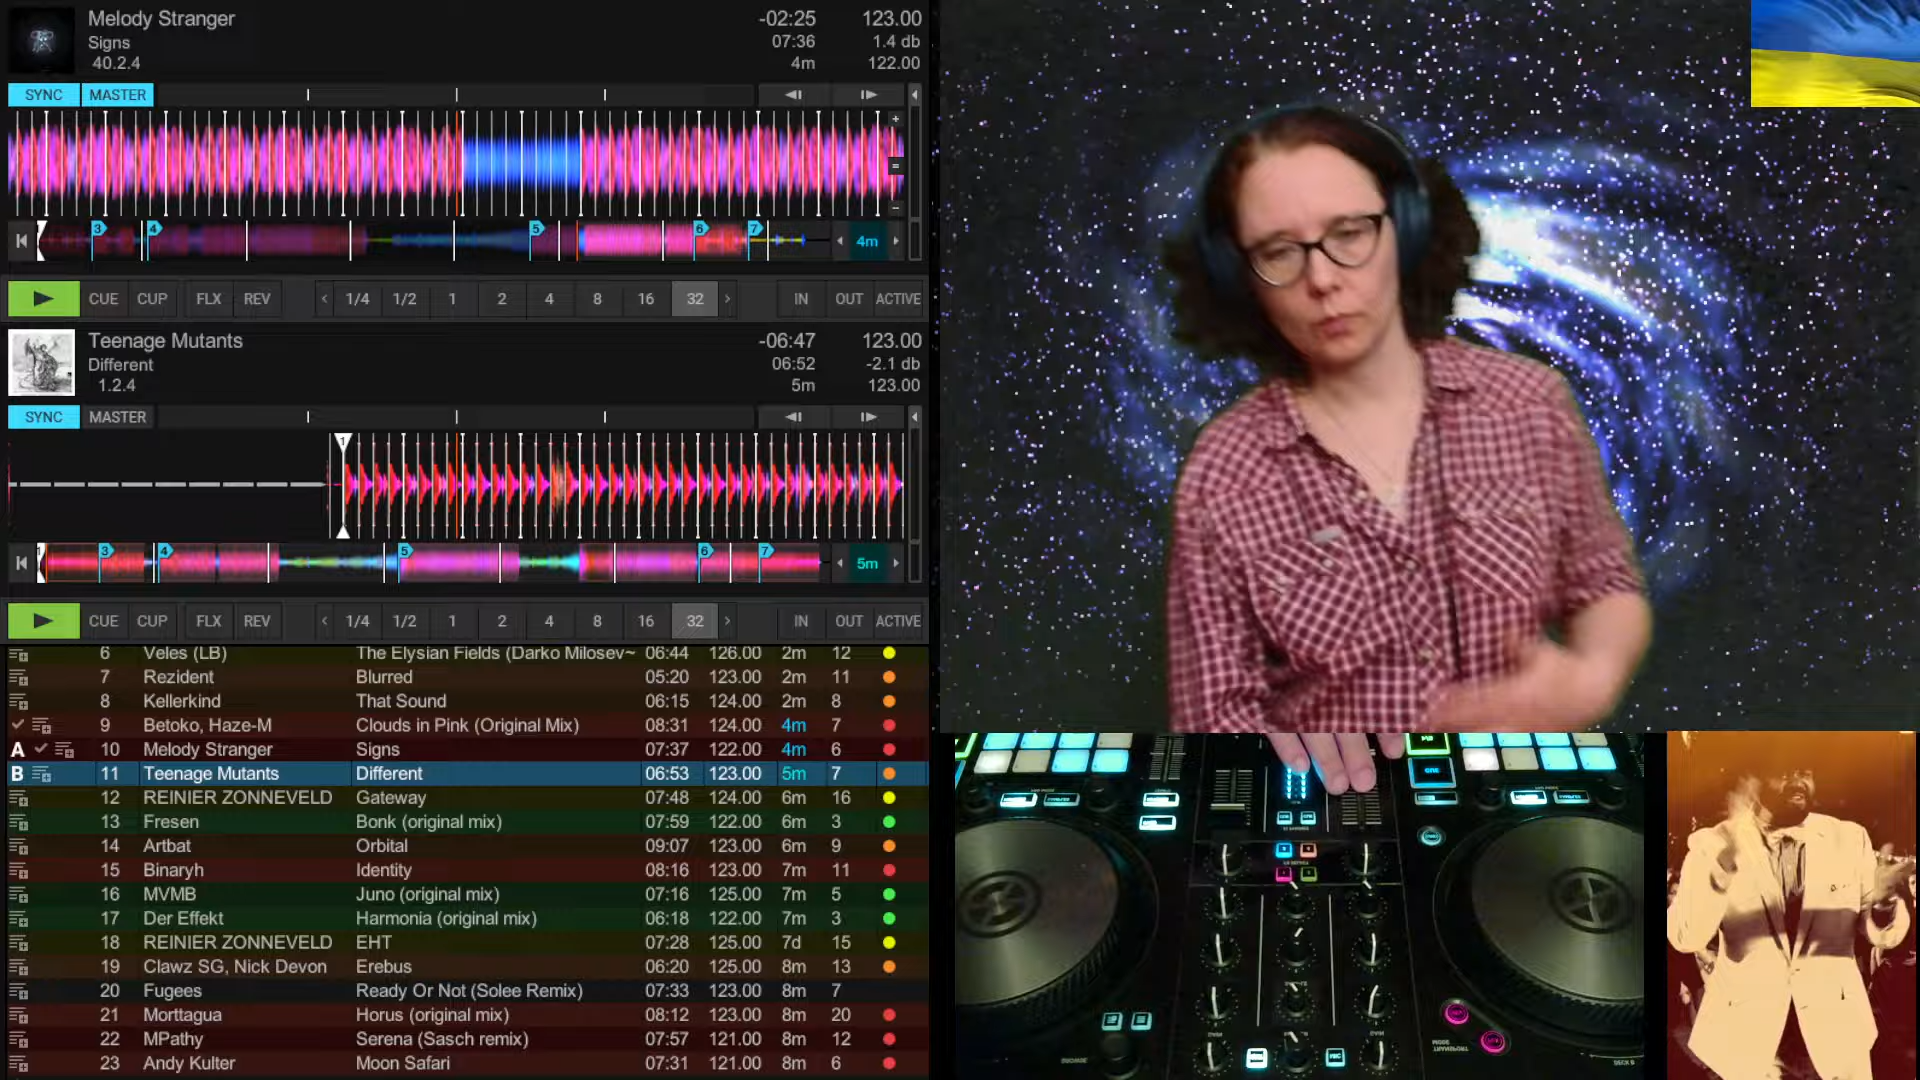 Melody Stranger -02:25 123.00
Signs 07:36 1.4 db
40.2.4 4m 122.00
SYNC MASTER
3 4 5 6 7 4m
CUE CUP FLX REV 1/4 1/2 1 2 4 8 16 32 IN OUT ACTIVE
Teenage Mutants -06:47 123.00
Different 06:52 -2.1 db
1.2.4 5m 123.00
SYNC MASTER
1
1 3 4 5 6 7 5m
CUE CUP FLX REV 1/4 1/2 1 2 4 8 16 32 IN OUT ACTIVE
6 Veles (LB) The Elysian Fields (Darko Milosev~ 06:44 126.00 2m 12
7 Rezident Blurred 05:20 123.00 2m 11
8 Kellerkind That Sound 06:15 124.00 2m 8
9 Betoko, Haze-M Clouds in Pink (Original Mix) 08:31 124.00 4m 7
A 10 Melody Stranger Signs 07:37 122.00 4m 6
B 11 Teenage Mutants Different 06:53 123.00 5m 7
12 REINIER ZONNEVELD Gateway 07:48 124.00 6m 16
13 Fresen Bonk (original mix) 07:59 122.00 6m 3
14 Artbat Orbital 09:07 123.00 6m 9
15 Binaryh Identity 08:16 123.00 7m 11
16 MVMB Juno (original mix) 07:16 125.00 7m 5
17 Der Effekt Harmonia (original mix) 06:18 122.00 7m 3
18 REINIER ZONNEVELD EHT 07:28 125.00 7d 15
19 Clawz SG, Nick Devon Erebus 06:20 125.00 8m 13
20 Fugees Ready Or Not (Solee Remix) 07:33 123.00 8m 7
21 Morttagua Horus (original mix) 08:12 123.00 8m 20
22 MPathy Serena (Sasch remix) 07:57 121.00 8m 12
23 Andy Kulter Moon Safari 07:31 121.00 8m 6